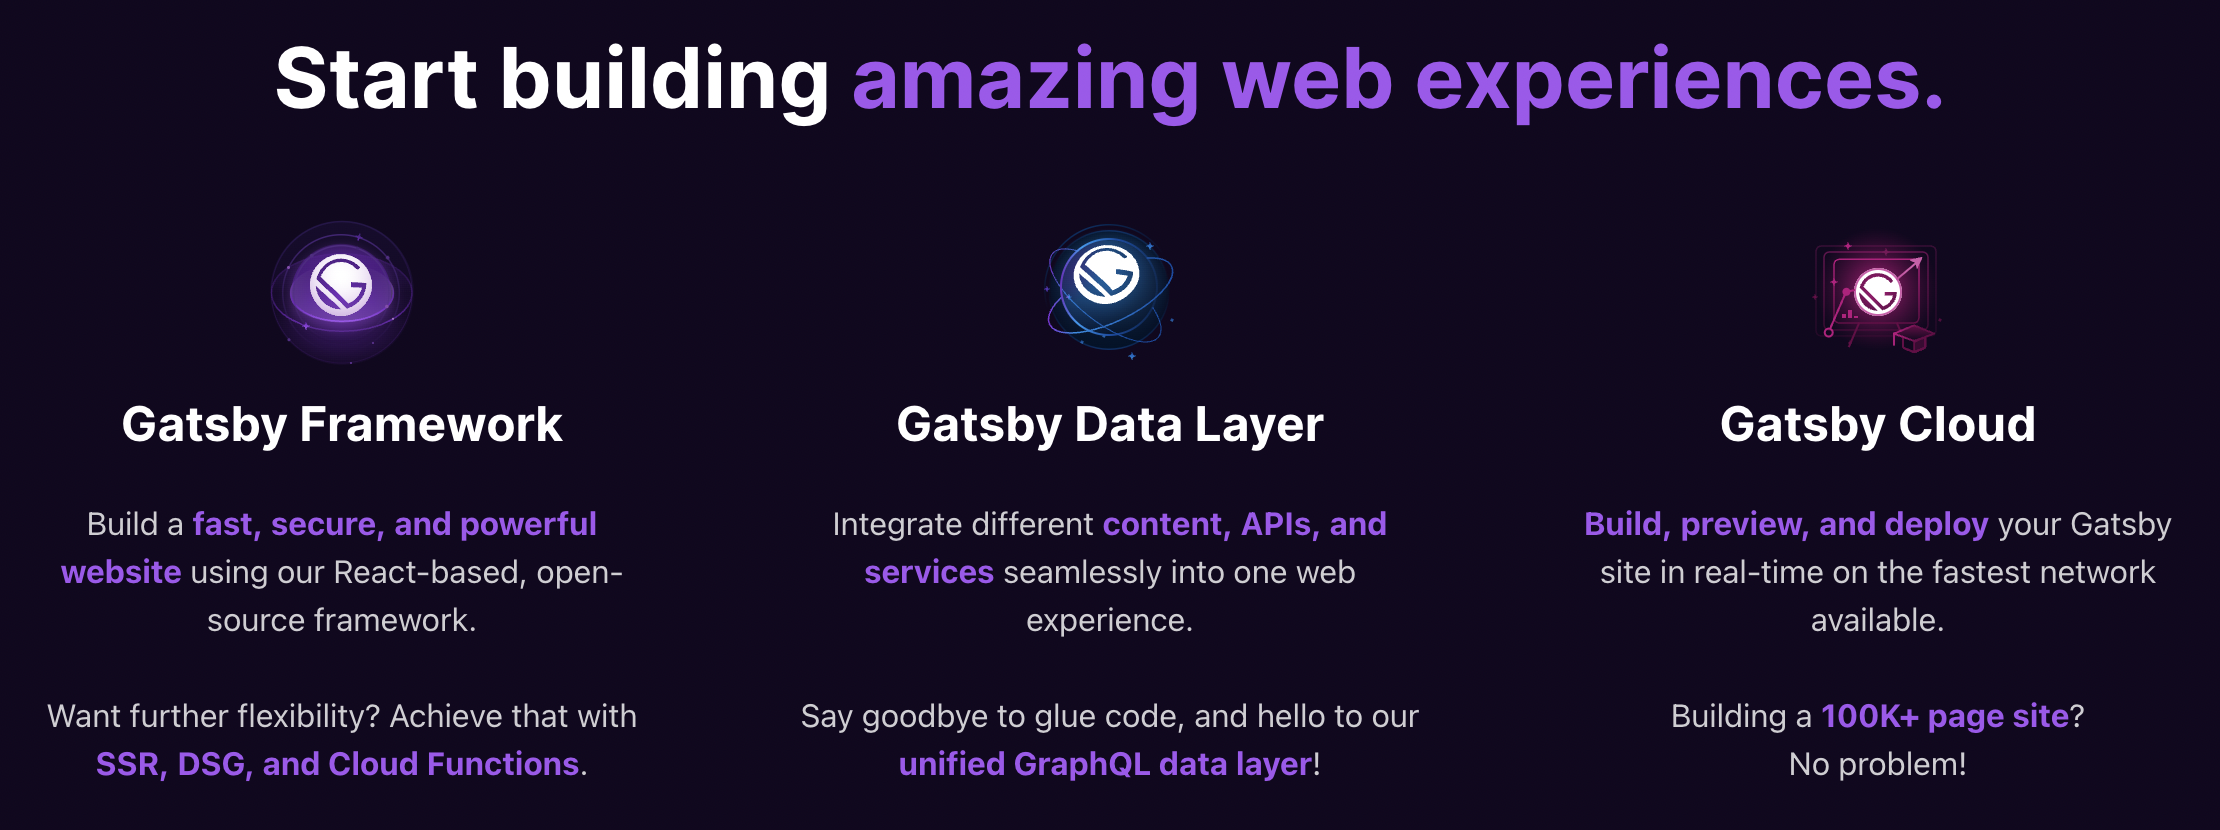 Start building amazing web experiences.
Gatsby Framework
Build a fast, secure, and powerful
website using our React-based, open-
source framework.
Want further flexibility? Achieve that with
SSR, DSG, and Cloud Functions.
Gatsby Data Layer
Integrate different content, APIs, and
services seamlessly into one web
experience.
Say goodbye to glue code, and hello to our
unified GraphQL data layer!
Gatsby Cloud
Build, preview, and deploy your Gatsby
site in real-time on the fastest network
available.
Building a 100K+ page site?
No problem!